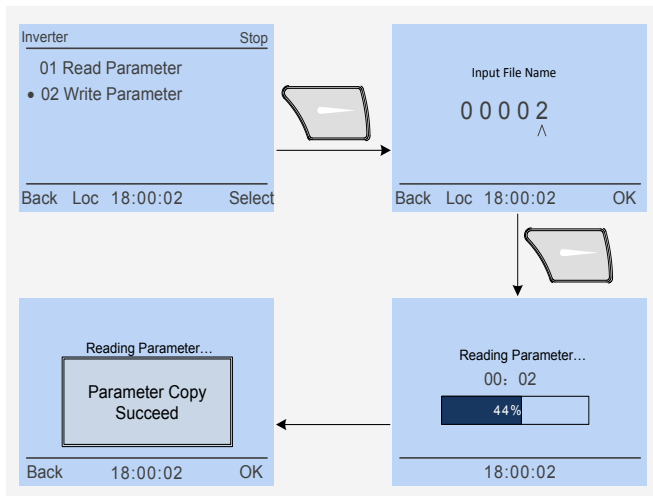 Inverter Stop
01 Read Parameter
• 02 Write Parameter
Back Loc 18:00:02 Select
Input File Name
00002
^
Back Loc 18:00:02 OK
Reading Parameter…
Parameter Copy
Succeed
Back 18:00:02 OK
Reading Parameter…
00：02
44%
18:00:02